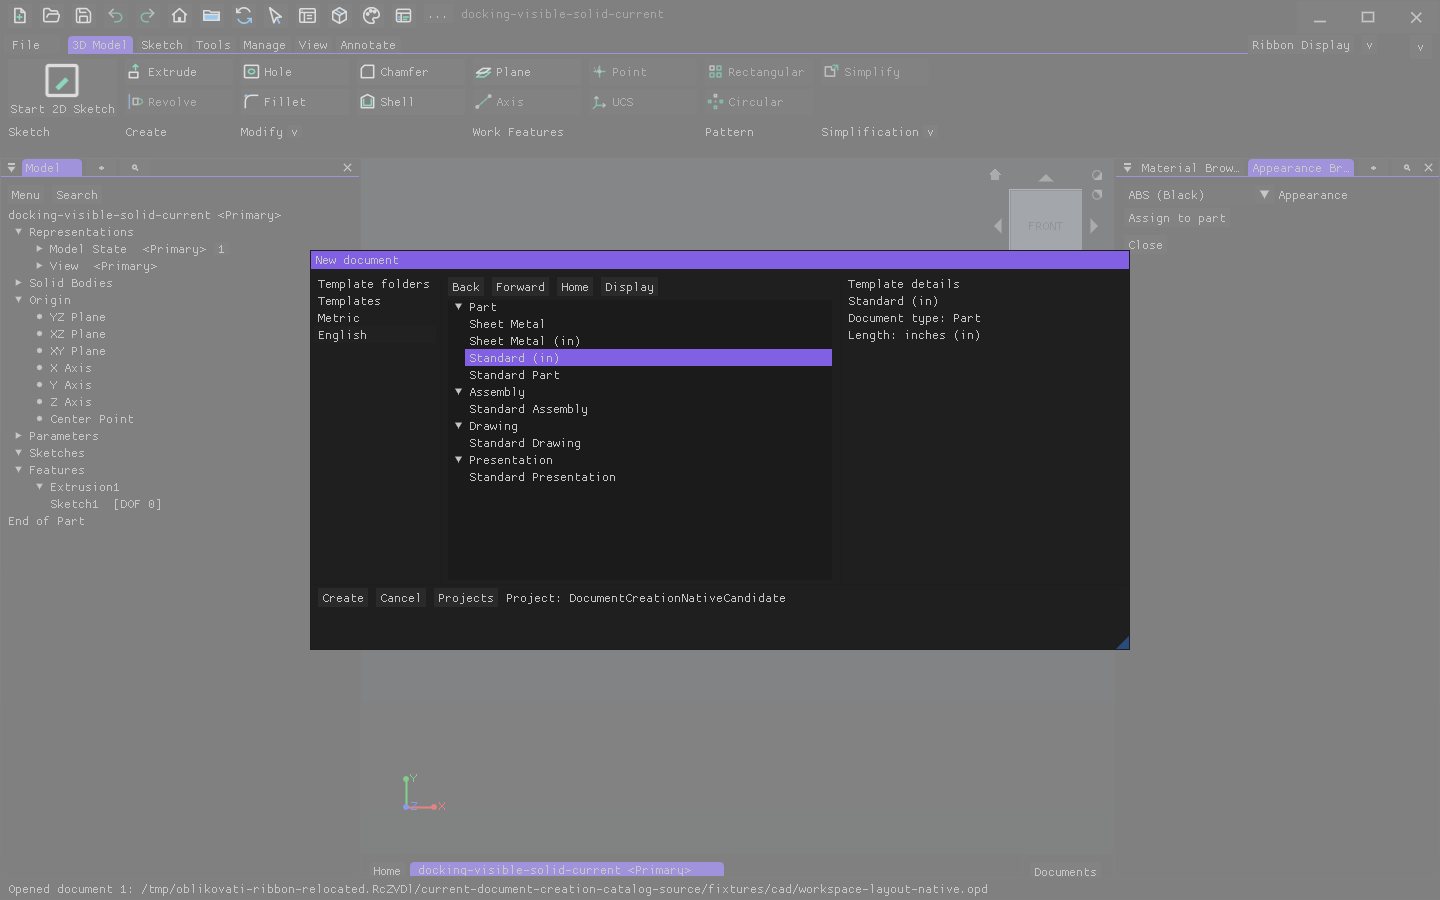 ... docking-visible-solid-current
File 3D Model Sketch Tools Manage View Annotate Ribbon Display v v
Start 2D Sketch
Extrude
Revolve
Hole
Fillet
Chamfer
Shell
Plane
Axis
Point
UCS
Rectangular
Circular
Simplify
Sketch Create Modify v Work Features Pattern Simplification v
Model
Menu Search
docking-visible-solid-current <Primary>
Representations
Model State <Primary> 1
View <Primary>
Solid Bodies
Origin
YZ Plane
XZ Plane
XY Plane
X Axis
Y Axis
Z Axis
Center Point
Parameters
Sketches
Features
Extrusion1
Sketch1 [DOF 0]
End of Part
FRONT
Material Brow… Appearance Br…
ABS (Black) Appearance
Assign to part
Close
New document
Template folders
Templates
Metric
English
Back Forward Home Display
Part
Sheet Metal
Sheet Metal (in)
Standard (in)
Standard Part
Assembly
Standard Assembly
Drawing
Standard Drawing
Presentation
Standard Presentation
Template details
Standard (in)
Document type: Part
Length: inches (in)
Create Cancel Projects Project: DocumentCreationNativeCandidate
Y
Z X
Home docking-visible-solid-current <Primary> Documents
Opened document 1: /tmp/oblikovati-ribbon-relocated.RcZVDl/current-document-creation-catalog-source/fixtures/cad/workspace-layout-native.opd